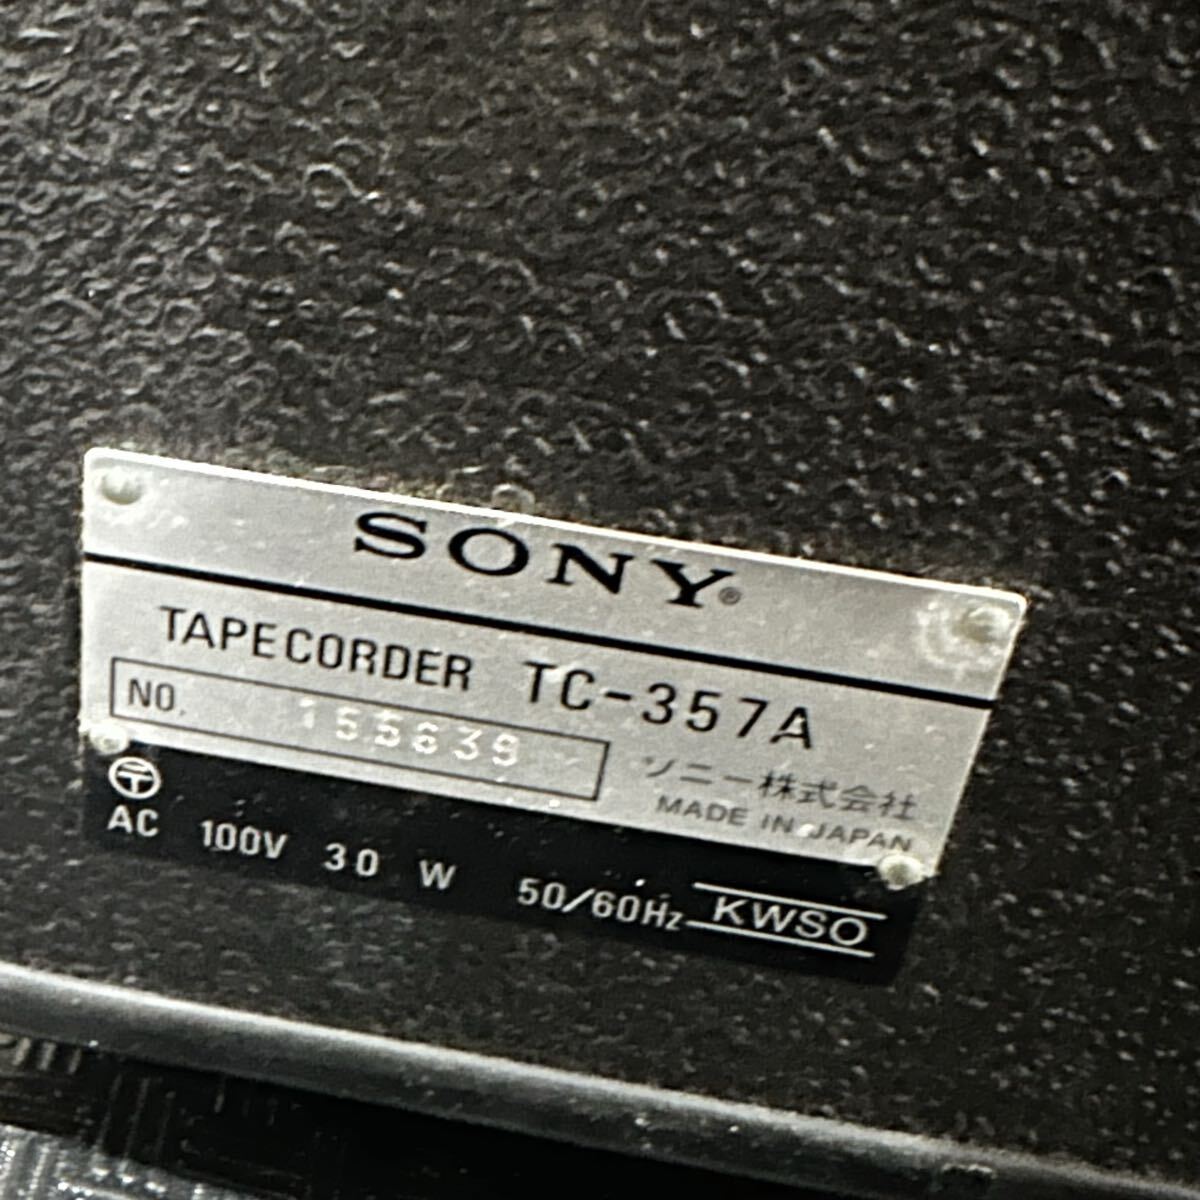 SONY®
TAPECORDER TC-357A
NO. 155639
ソニー株式会社
MADE IN JAPAN
AC 100V 30 W 50/60Hz KWSO